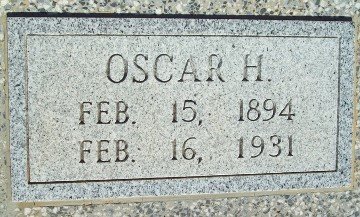 OSCAR H.
FEB. 15, 1894
FEB. 16, 1931